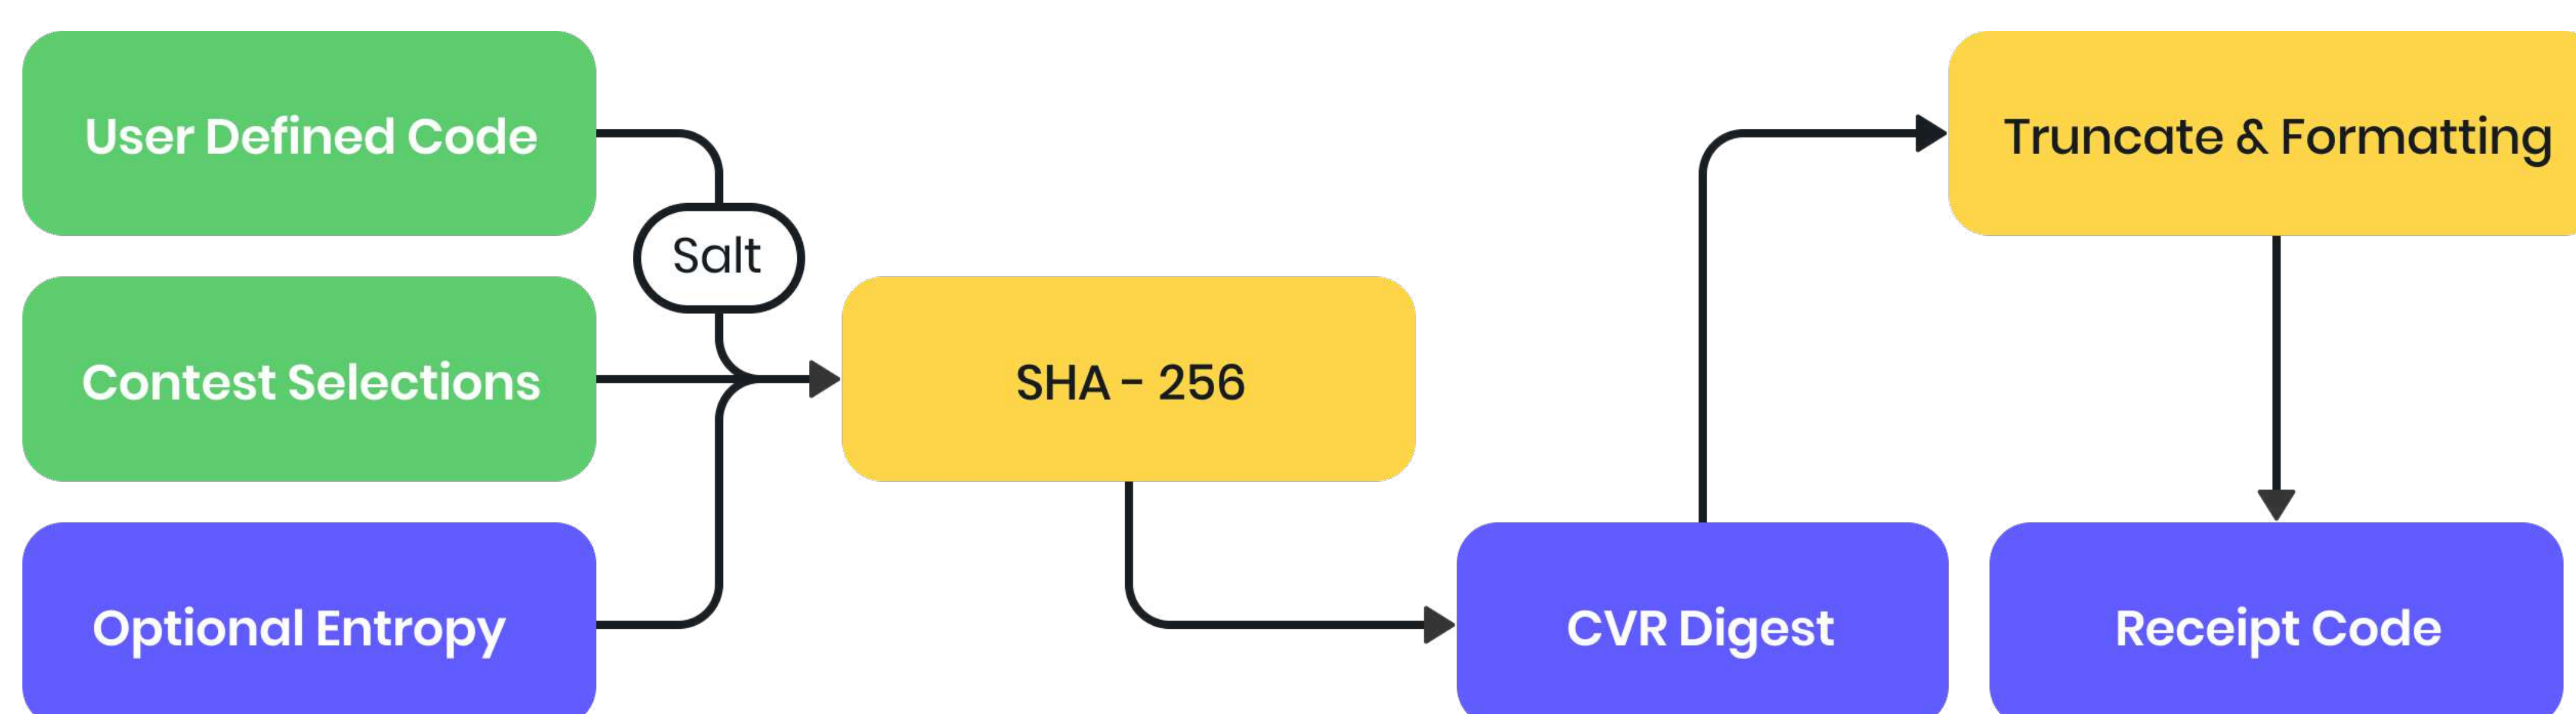 User Defined Code
Truncate & Formatting
Salt
Contest Selections
SHA - 256
Optional Entropy
CVR Digest
Receipt Code